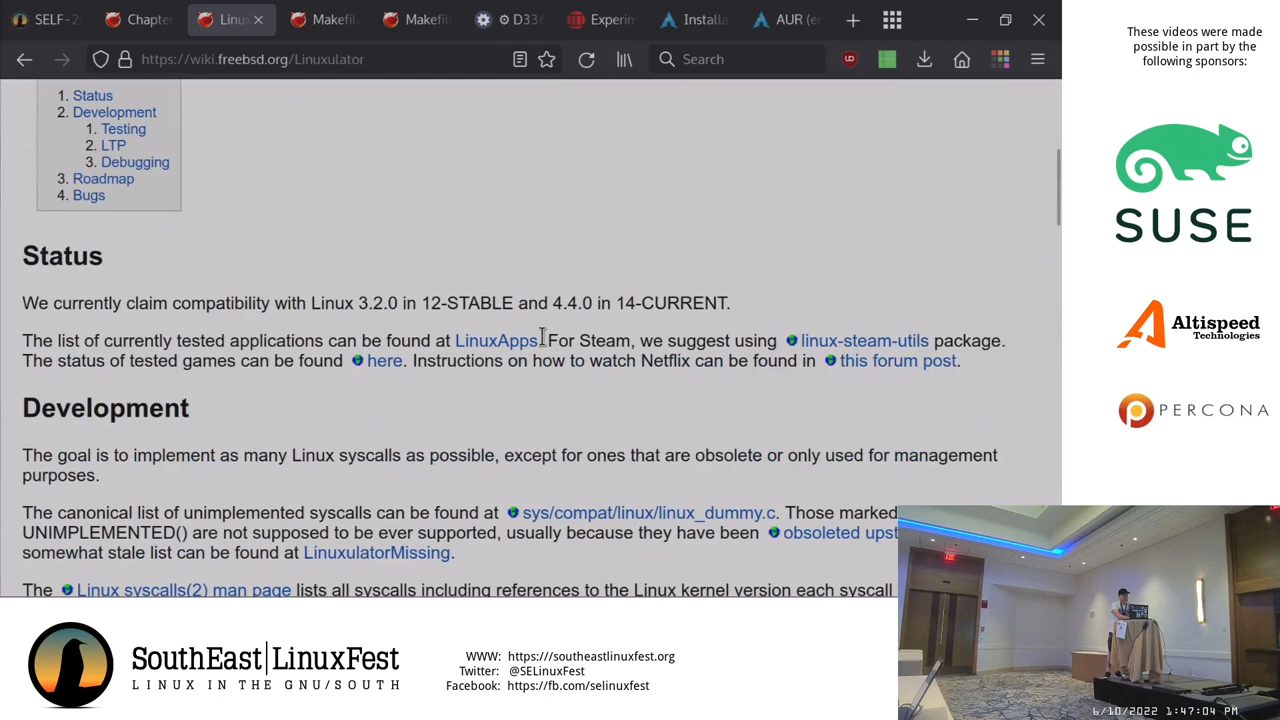 SELF-2
Chapte
Linux
Makefil
Makefil
D33
Experim
Installa
AUR (e
https://wiki.freebsd.org/Linuxulator
Search
1. Status
2. Development
1. Testing
2. LTP
3. Debugging
3. Roadmap
4. Bugs
Status
We currently claim compatibility with Linux 3.2.0 in 12-STABLE and 4.4.0 in 14-CURRENT.
The list of currently tested applications can be found at LinuxApps. For Steam, we suggest using linux-steam-utils package.
The status of tested games can be found here. Instructions on how to watch Netflix can be found in this forum post.
Development
The goal is to implement as many Linux syscalls as possible, except for ones that are obsolete or only used for management
purposes.
The canonical list of unimplemented syscalls can be found at sys/compat/linux/linux_dummy.c. Those marked
UNIMPLEMENTED() are not supposed to be ever supported, usually because they have been obsoleted upst
somewhat stale list can be found at LinuxulatorMissing.
The Linux syscalls(2) man page lists all syscalls including references to the Linux kernel version each syscall
These videos were made
possible in part by the
following sponsors:
SUSE
Altispeed
Technologies
PERCONA
EXIT
6/10/2022 1:47:04 PM
SouthEast|LinuxFest
LINUX IN THE GNU/SOUTH
WWW: https://southeastlinuxfest.org
Twitter: @SELinuxFest
Facebook: https://fb.com/selinuxfest